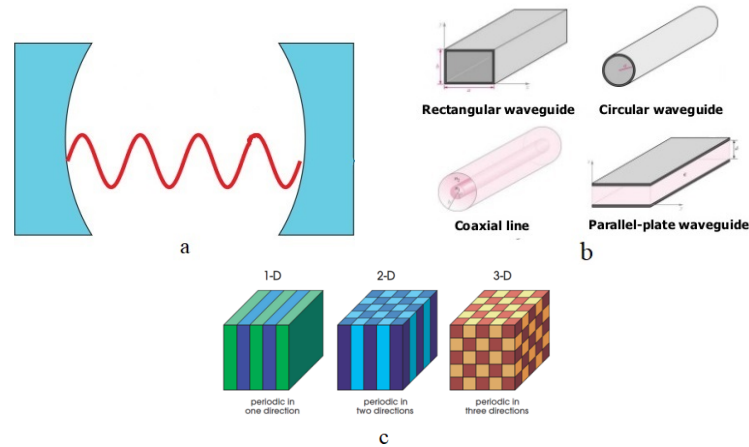 a
Rectangular waveguide
Circular waveguide
Coaxial line
Parallel-plate waveguide
b
1-D
2-D
3-D
periodic in
one direction
periodic in
two directions
periodic in
three directions
c